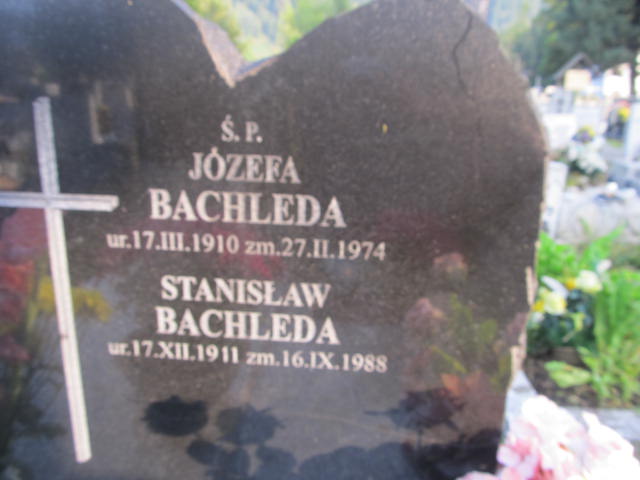 Ś. P.
JÓZEFA
BACHLEDA
ur.17.III.1910 zm.27.II.1974
STANISŁAW
BACHLEDA
ur.17.XII.1911 zm.16.IX.1988